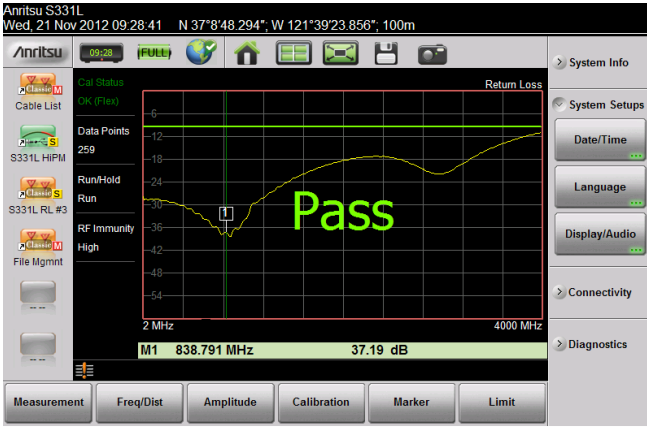 Anritsu S331L
Wed, 21 Nov 2012 09:28:41 N 37°8'48.294"; W 121°39'23.856"; 100m
Anritsu 09:28 (FULL)
Classic M
Cable List
S
S331L HiPM
Classic S
S331L RL #3
Classic M
File Mgmnt
-- --
-- --
Cal Status
OK (Flex)
Data Points
259
Run/Hold
Run
RF Immunity
High
Return Loss
-6
-12
-18
-24
-30
-36
-42
-48
-54
1
Pass
2 MHz 4000 MHz
M1 838.791 MHz 37.19 dB
System Info
System Setups
Date/Time
Language
Display/Audio
Connectivity
Diagnostics
Measurement Freq/Dist Amplitude Calibration Marker Limit